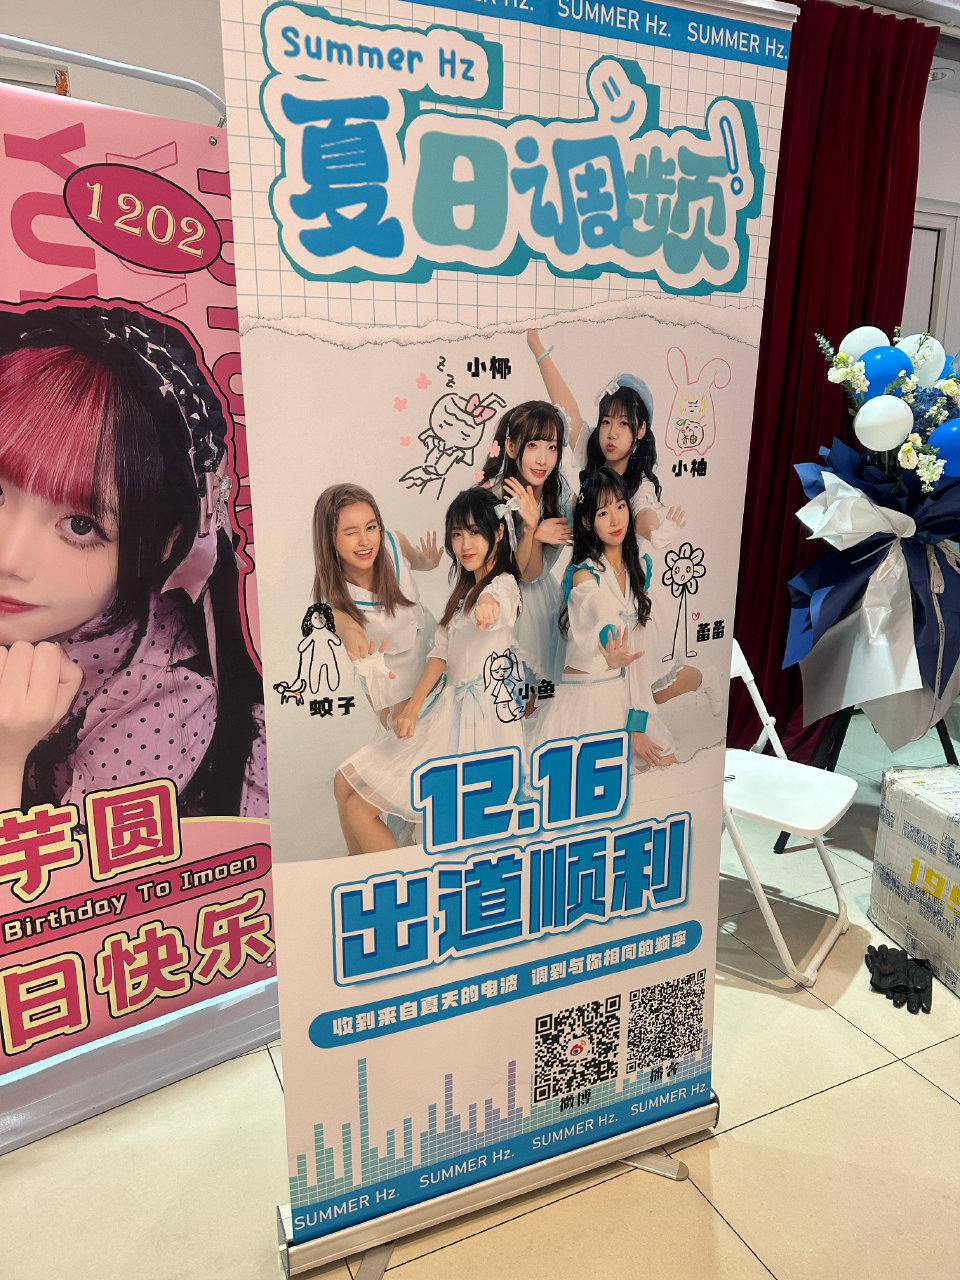 SUMMER Hz. SUMMER Hz.
Summer Hz
夏日调频!
小椰
柚
小柚
蕾蕾
蚊子
小鱼
12.16
出道顺利
收到来自夏天的电波 调到与你相同的频率
微博
播客
SUMMER Hz. SUMMER Hz. SUMMER Hz. SUMMER Hz.
1202
芋圆
Birthday To Imoen
日快乐